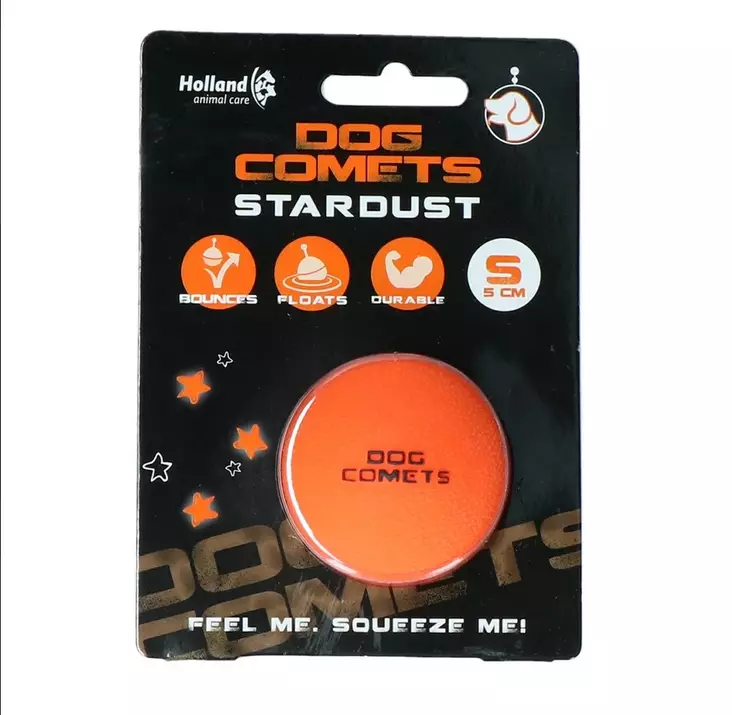 Holland
animal care
DOG
COMETS
STARDUST
BOUNCES
FLOATS
DURABLE
S
5 CM
DOG
COMETS
DOG
COMETS
FEEL ME. SQUEEZE ME!